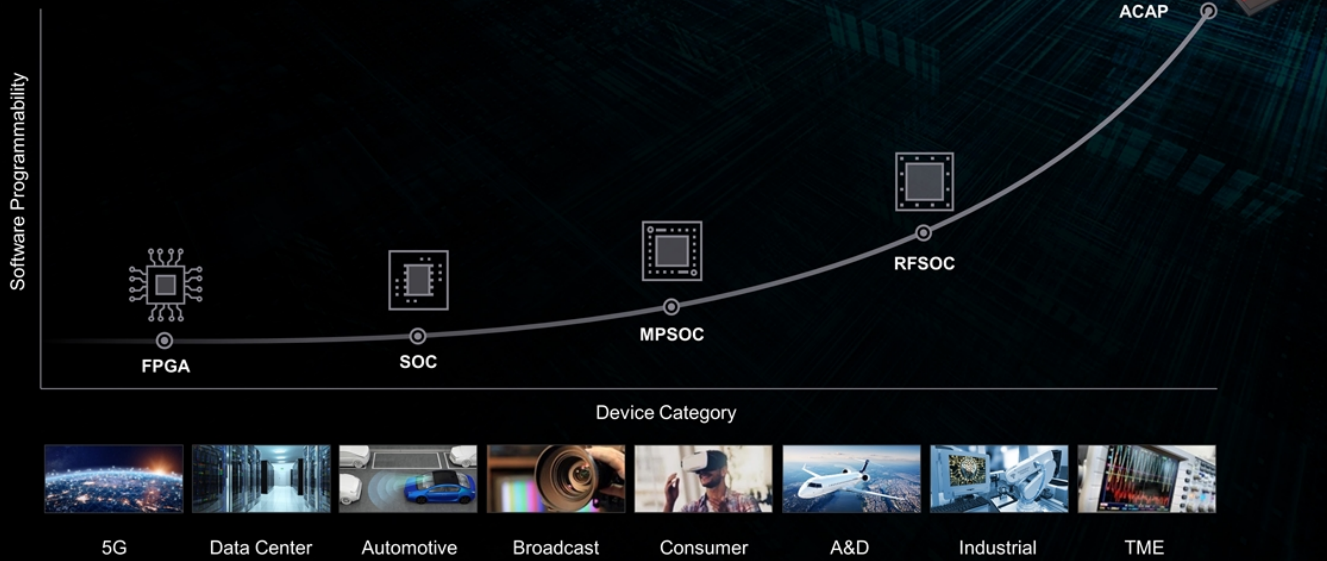 ACAP
Software Programmability
RFSOC
MPSOC
SOC
FPGA
Device Category
5G
Data Center
Automotive
Broadcast
Consumer
A&D
Industrial
TME